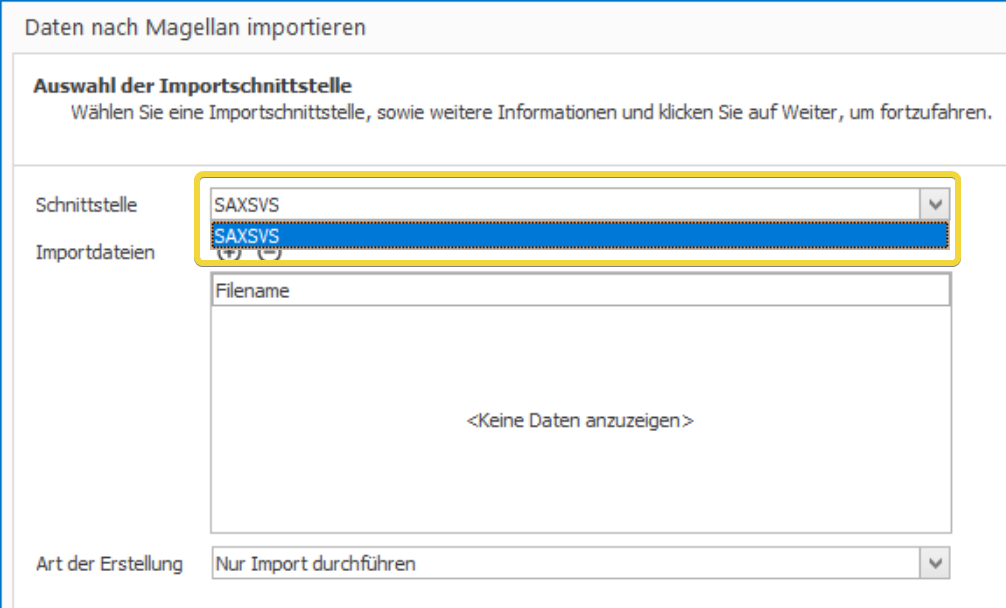 Daten nach Magellan importieren
Auswahl der Importschnittstelle
Wählen Sie eine Importschnittstelle, sowie weitere Informationen und klicken Sie auf Weiter, um fortzufahren.
Schnittstelle
SAXSVS
SAXSVS
Importdateien
Filename
<Keine Daten anzuzeigen>
Art der Erstellung
Nur Import durchführen